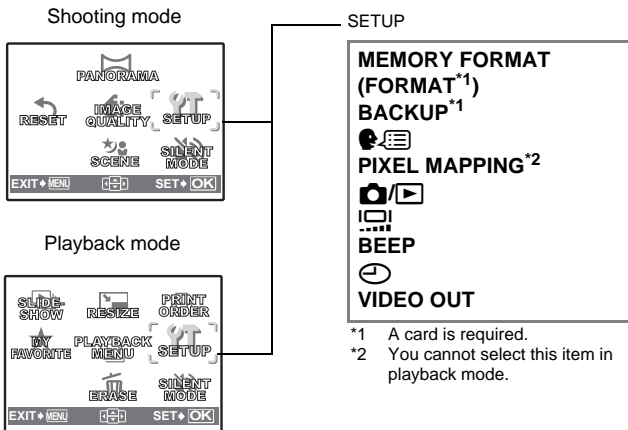 Shooting mode
PANORAMA
RESET
IMAGE QUALITY
SETUP
SCENE
SILENT MODE
EXIT MENU SET OK
Playback mode
SLIDE-SHOW
RESIZE
PRINT ORDER
MY FAVORITE
PLAYBACK MENU
SETUP
ERASE
SILENT MODE
EXIT MENU SET OK
SETUP
MEMORY FORMAT
(FORMAT*1)
BACKUP*1
PIXEL MAPPING*2
/
BEEP
VIDEO OUT
*1 A card is required.
*2 You cannot select this item in
playback mode.